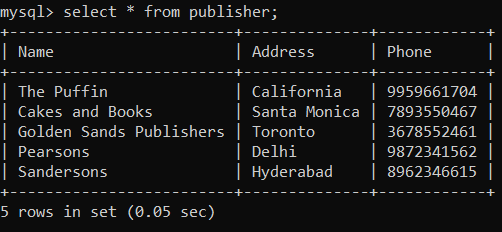 mysql> select * from publisher;
+-------------------------+--------------+------------+
| Name                    | Address      | Phone      |
+-------------------------+--------------+------------+
| The Puffin              | California   | 9959661704 |
| Cakes and Books         | Santa Monica | 7893550467 |
| Golden Sands Publishers | Toronto      | 3678552461 |
| Pearsons                | Delhi        | 9872341562 |
| Sandersons              | Hyderabad    | 8962346615 |
+-------------------------+--------------+------------+
5 rows in set (0.05 sec)